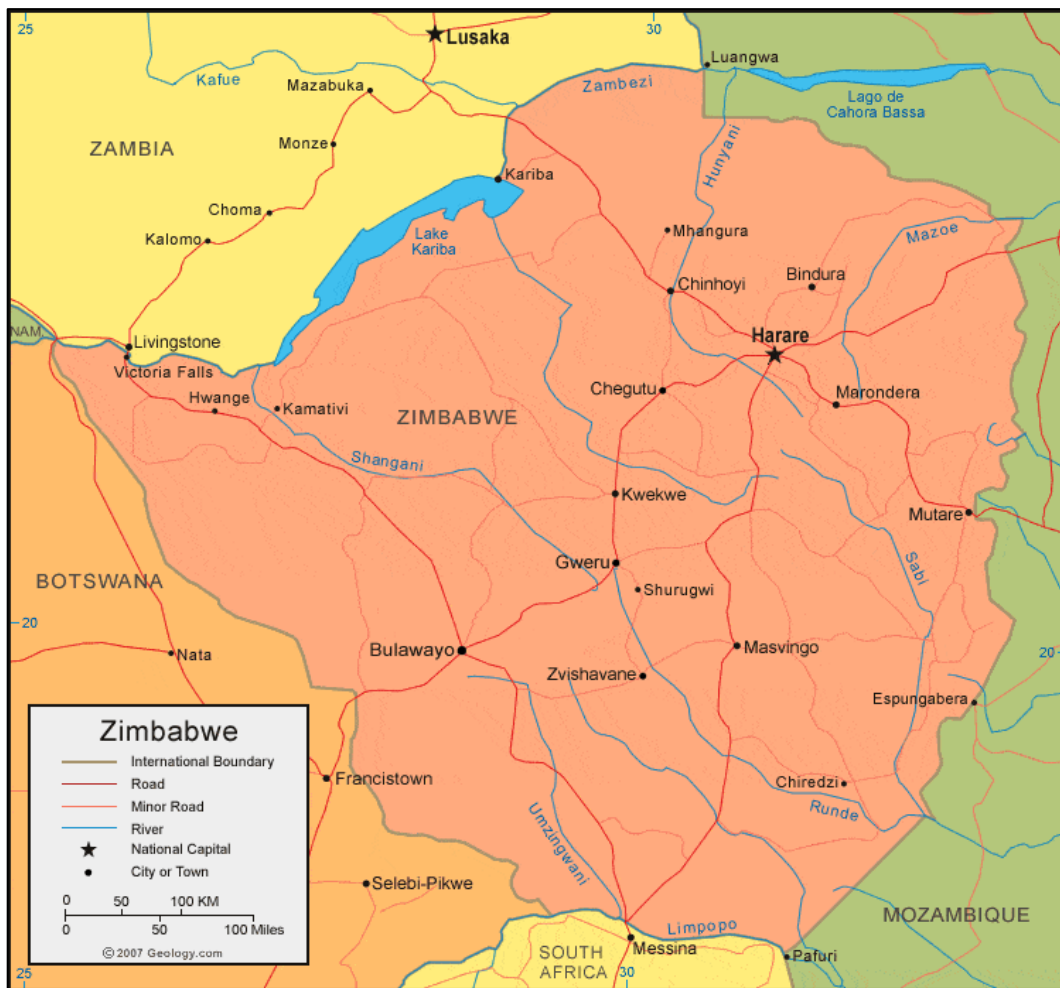 25
30
Lusaka
Luangwa
Kafue
Mazabuka
Zambezi
Lago de
Cahora Bassa
Monze
ZAMBIA
Hunyani
Kariba
Choma
Mhangura
Mazoe
Kalomo
Lake
Kariba
Bindura
Chinhoyi
NAM.
Livingstone
Harare
Victoria Falls
Hwange
Kamativi
Chegutu
Marondera
ZIMBABWE
Shangani
Kwekwe
Mutare
Gweru
Sabi
BOTSWANA
Shurugwi
20
Bulawayo
Masvingo
20
Nata
Zvishavane
Espungabera
Zimbabwe
International Boundary
Road
Minor Road
River
National Capital
City or Town
0 50 100 KM
0 50 100 Miles
© 2007 Geology.com
Francistown
Chiredzi
Runde
Umzingwani
Selebi-Pikwe
MOZAMBIQUE
Limpopo
Messina
SOUTH
AFRICA
Pafuri
25
30